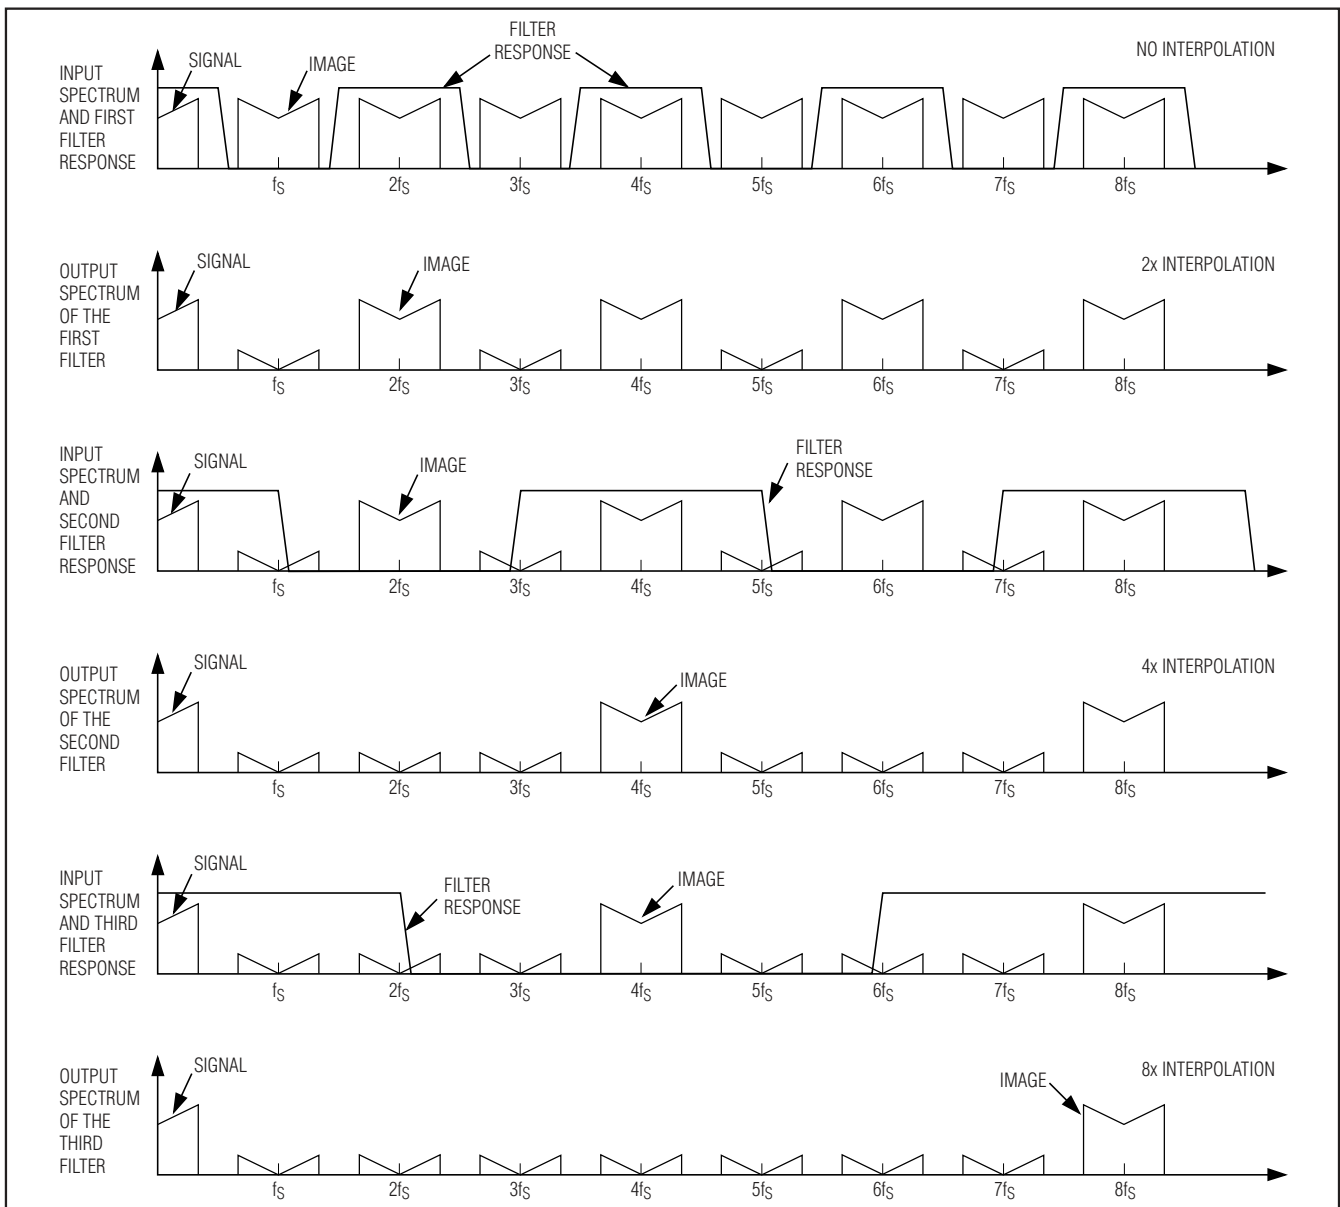 FILTER
RESPONSE
NO INTERPOLATION
SIGNAL
IMAGE
INPUT
SPECTRUM
AND FIRST
FILTER
RESPONSE
fS 2fS 3fS 4fS 5fS 6fS 7fS 8fS
SIGNAL
IMAGE
2x INTERPOLATION
OUTPUT
SPECTRUM
OF THE
FIRST
FILTER
fS 2fS 3fS 4fS 5fS 6fS 7fS 8fS
INPUT
SPECTRUM
AND
SECOND
FILTER
RESPONSE
SIGNAL
IMAGE
FILTER
RESPONSE
fS 2fS 3fS 4fS 5fS 6fS 7fS 8fS
SIGNAL
IMAGE
4x INTERPOLATION
OUTPUT
SPECTRUM
OF THE
SECOND
FILTER
fS 2fS 3fS 4fS 5fS 6fS 7fS 8fS
SIGNAL
FILTER
RESPONSE
IMAGE
INPUT
SPECTRUM
AND THIRD
FILTER
RESPONSE
fS 2fS 3fS 4fS 5fS 6fS 7fS 8fS
SIGNAL
IMAGE
8x INTERPOLATION
OUTPUT
SPECTRUM
OF THE
THIRD
FILTER
fS 2fS 3fS 4fS 5fS 6fS 7fS 8fS